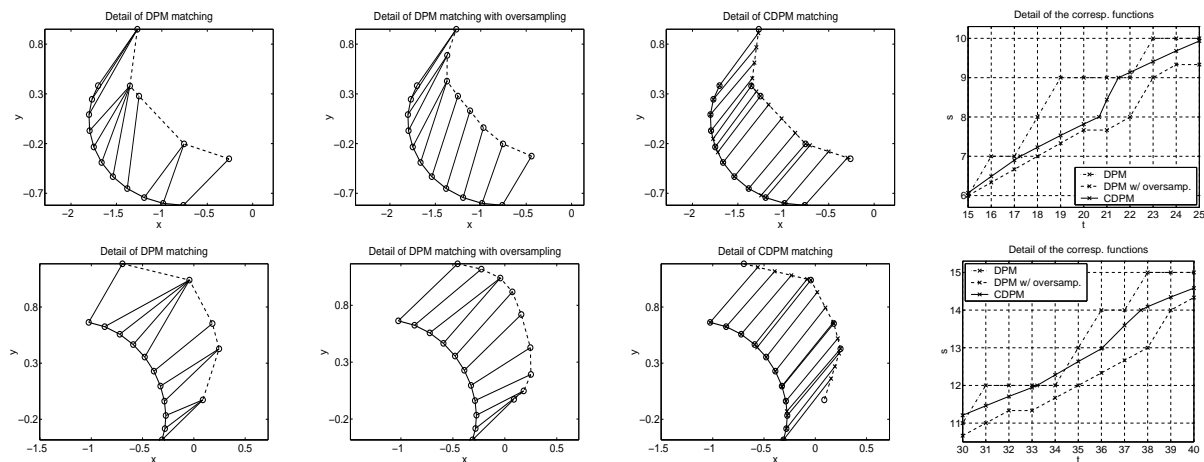 Detail of DPM matching
0.8
0.3
−0.2
−0.7
y
−2 −1.5 −1 −0.5 0
x
Detail of DPM matching with oversampling
0.8
0.3
−0.2
−0.7
y
−2 −1.5 −1 −0.5 0
x
Detail of CDPM matching
0.8
0.3
−0.2
−0.7
y
−2 −1.5 −1 −0.5 0
x
Detail of the corresp. functions
10
9
8
7
6
s
DPM
DPM w/ oversamp.
CDPM
15 16 17 18 19 20 21 22 23 24 25
t
Detail of DPM matching
0.8
0.3
−0.2
y
−1.5 −1 −0.5 0 0.5
x
Detail of DPM matching with oversampling
0.8
0.3
−0.2
y
−1 −0.5 0 0.5
x
Detail of CDPM matching
0.8
0.3
−0.2
y
−1.5 −1 −0.5 0 0.5
x
Detail of the corresp. functions
15
14
13
12
11
s
DPM
DPM w/ oversamp.
CDPM
30 31 32 33 34 35 36 37 38 39 40
t